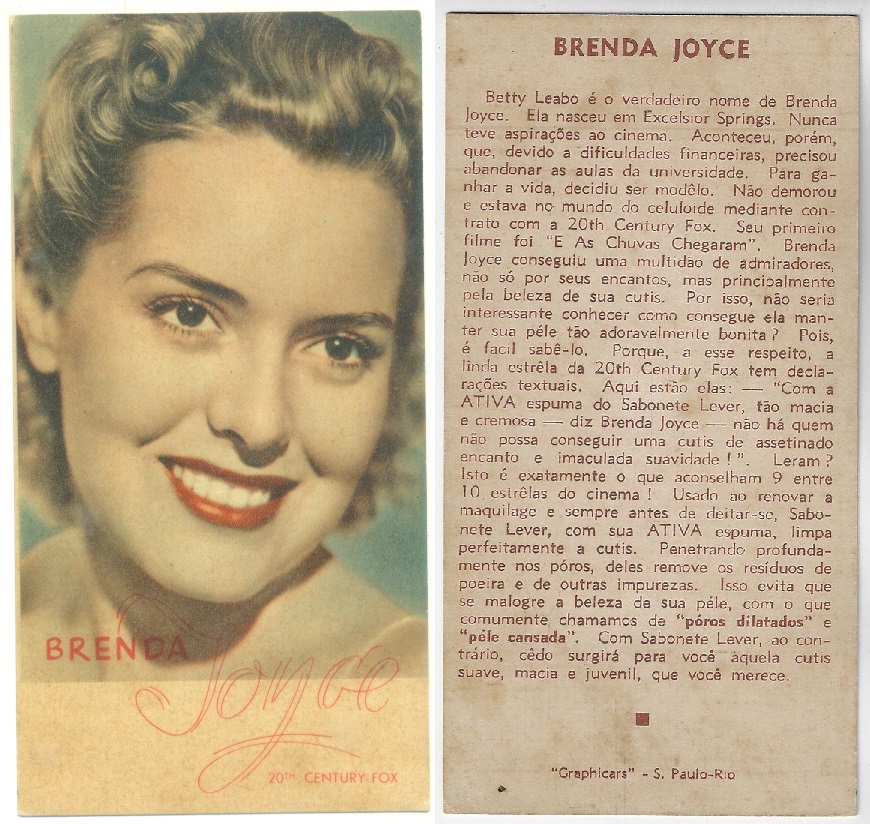 BRENDA
Joyce
20TH CENTURY-FOX
BRENDA JOYCE
Betty Leabo é o verdadeiro nome de Brenda
Joyce. Ela nasceu em Excelsior Springs. Nunca
teve aspirações ao cinema. Aconteceu, porém,
que, devido a dificuldades financeiras, precisou
abandonar as aulas da universidade. Para ga-
nhar a vida, decidiu ser modêlo. Não demorou
e estava no mundo do celuloide mediante con-
trato com a 20th Century Fox. Seu primeiro
filme foi "E As Chuvas Chegaram". Brenda
Joyce conseguiu uma multidão de admiradores,
não só por seus encantos, mas principalmente
pela beleza de sua cutis. Por isso, não seria
interessante conhecer como consegue ela man-
ter sua péle tão adoravelmente bonita ? Pois,
é facil sabê-lo. Porque, a esse respeito, a
linda estrêla da 20th Century Fox tem decla-
rações textuais. Aqui estão elas: — "Com a
ATIVA espuma do Sabonete Lever, tão macia
e cremosa — diz Brenda Joyce — não há quem
não possa conseguir uma cutis de assetinado
encanto e imaculada suavidade !". Leram ?
Isto é exatamente o que aconselham 9 entre
10 estrêlas do cinema ! Usado ao renovar a
maquilage e sempre antes de deitar-se, Sabo-
nete Lever, com sua ATIVA espuma, limpa
perfeitamente a cutis. Penetrando profunda-
mente nos póros, deles remove os resíduos de
poeira e de outras impurezas. Isso evita que
se malogre a beleza de sua péle, com o que
comumente chamamos de "póros dilatados" e
"péle cansada". Com Sabonete Lever, ao con-
trário, cêdo surgirá para você aquela cutis
suave, macia e juvenil, que você merece.
"Graphicars" - S. Paulo-Rio